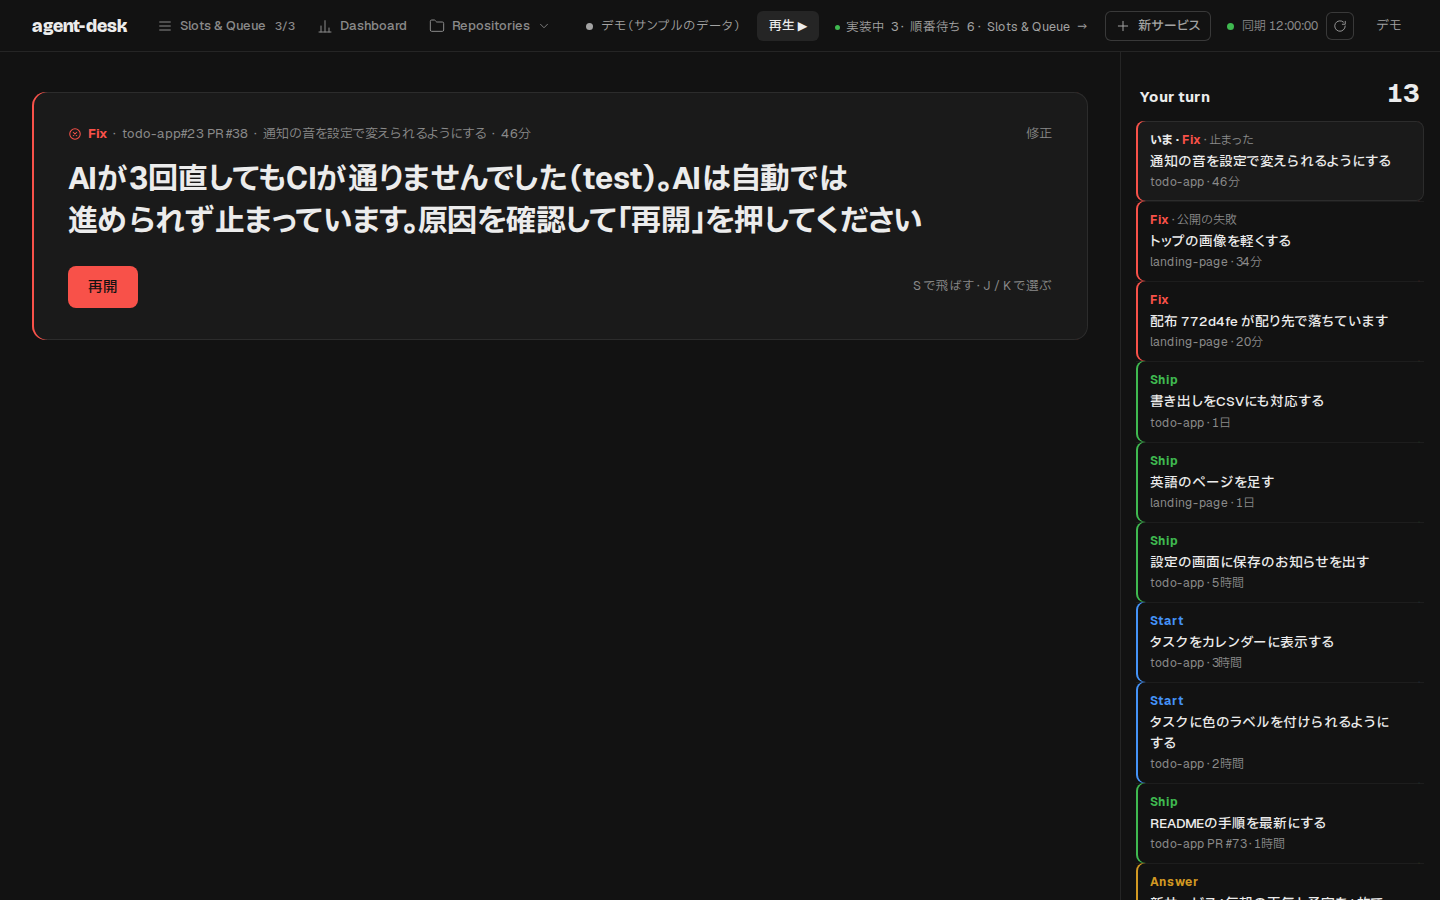 agent-desk
Slots & Queue 3/3
Dashboard
Repositories
デモ（サンプルのデータ）
再生 ▶
実装中 3 · 順番待ち 6 · Slots & Queue →
＋ 新サービス
同期 12:00:00
デモ
Fix · todo-app#23 PR #38 · 通知の音を設定で変えられるようにする · 46分
修正
AIが3回直してもCIが通りませんでした（test）。AIは自動では
進められず止まっています。原因を確認して「再開」を押してください
再開
S で飛ばす · J / K で選ぶ
Your turn 13
いま · Fix · 止まった
通知の音を設定で変えられるようにする
todo-app · 46分
Fix · 公開の失敗
トップの画像を軽くする
landing-page · 34分
Fix
配布 772d4fe が配り先で落ちています
landing-page · 20分
Ship
書き出しをCSVにも対応する
todo-app · 1日
Ship
英語のページを足す
landing-page · 1日
Ship
設定の画面に保存のお知らせを出す
todo-app · 5時間
Start
タスクをカレンダーに表示する
todo-app · 3時間
Start
タスクに色のラベルを付けられるように
する
todo-app · 2時間
Ship
READMEの手順を最新にする
todo-app PR #73 · 1時間
Answer